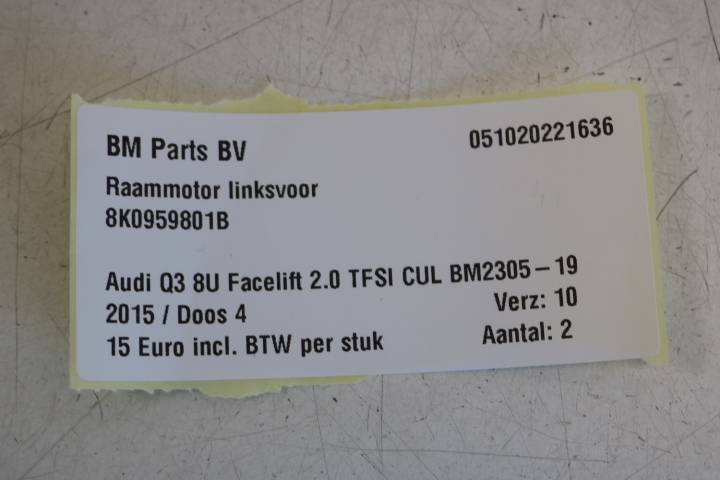 BM Parts BV 051020221636
Raammotor linksvoor
8K0959801B
Audi Q3 8U Facelift 2.0 TFSI CUL BM2305-19
2015 / Doos 4 Verz: 10
15 Euro incl. BTW per stuk Aantal: 2